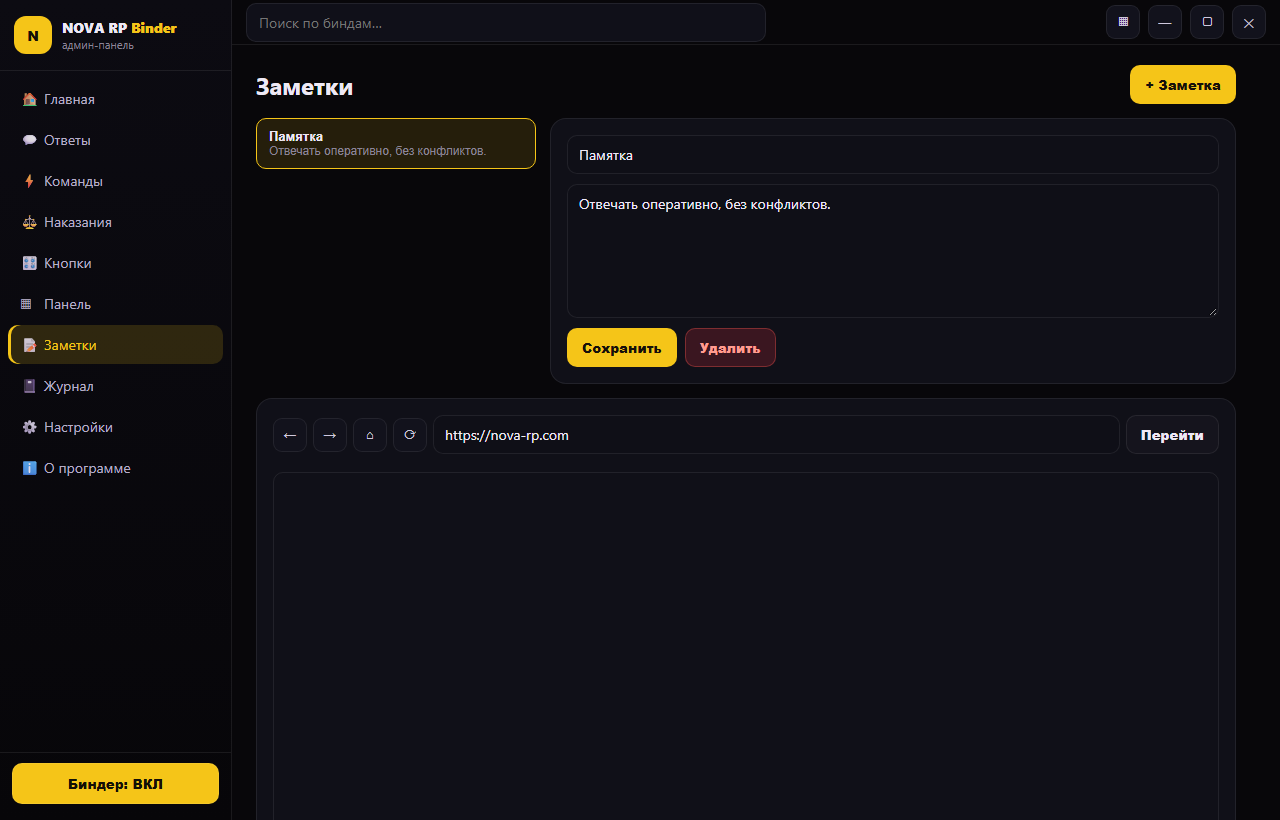 N
NOVA RP Binder
админ-панель
Поиск по биндам...
Главная
Ответы
Команды
Наказания
Кнопки
Панель
Заметки
Журнал
Настройки
О программе
Биндер: ВКЛ
Заметки
+ Заметка
Памятка
Отвечать оперативно, без конфликтов.
Памятка
Отвечать оперативно, без конфликтов.
Сохранить
Удалить
https://nova-rp.com
Перейти